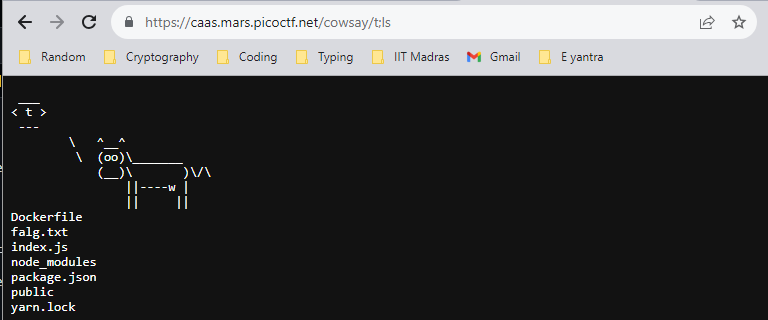 https://caas.mars.picoctf.net/cowsay/t;ls
Random Cryptography Coding Typing IIT Madras Gmail E yantra
 ___
< t >
 ---
        \   ^__^
         \  (oo)\_______
            (__)\       )\/\
                ||----w |
                ||     ||
Dockerfile
falg.txt
index.js
node_modules
package.json
public
yarn.lock